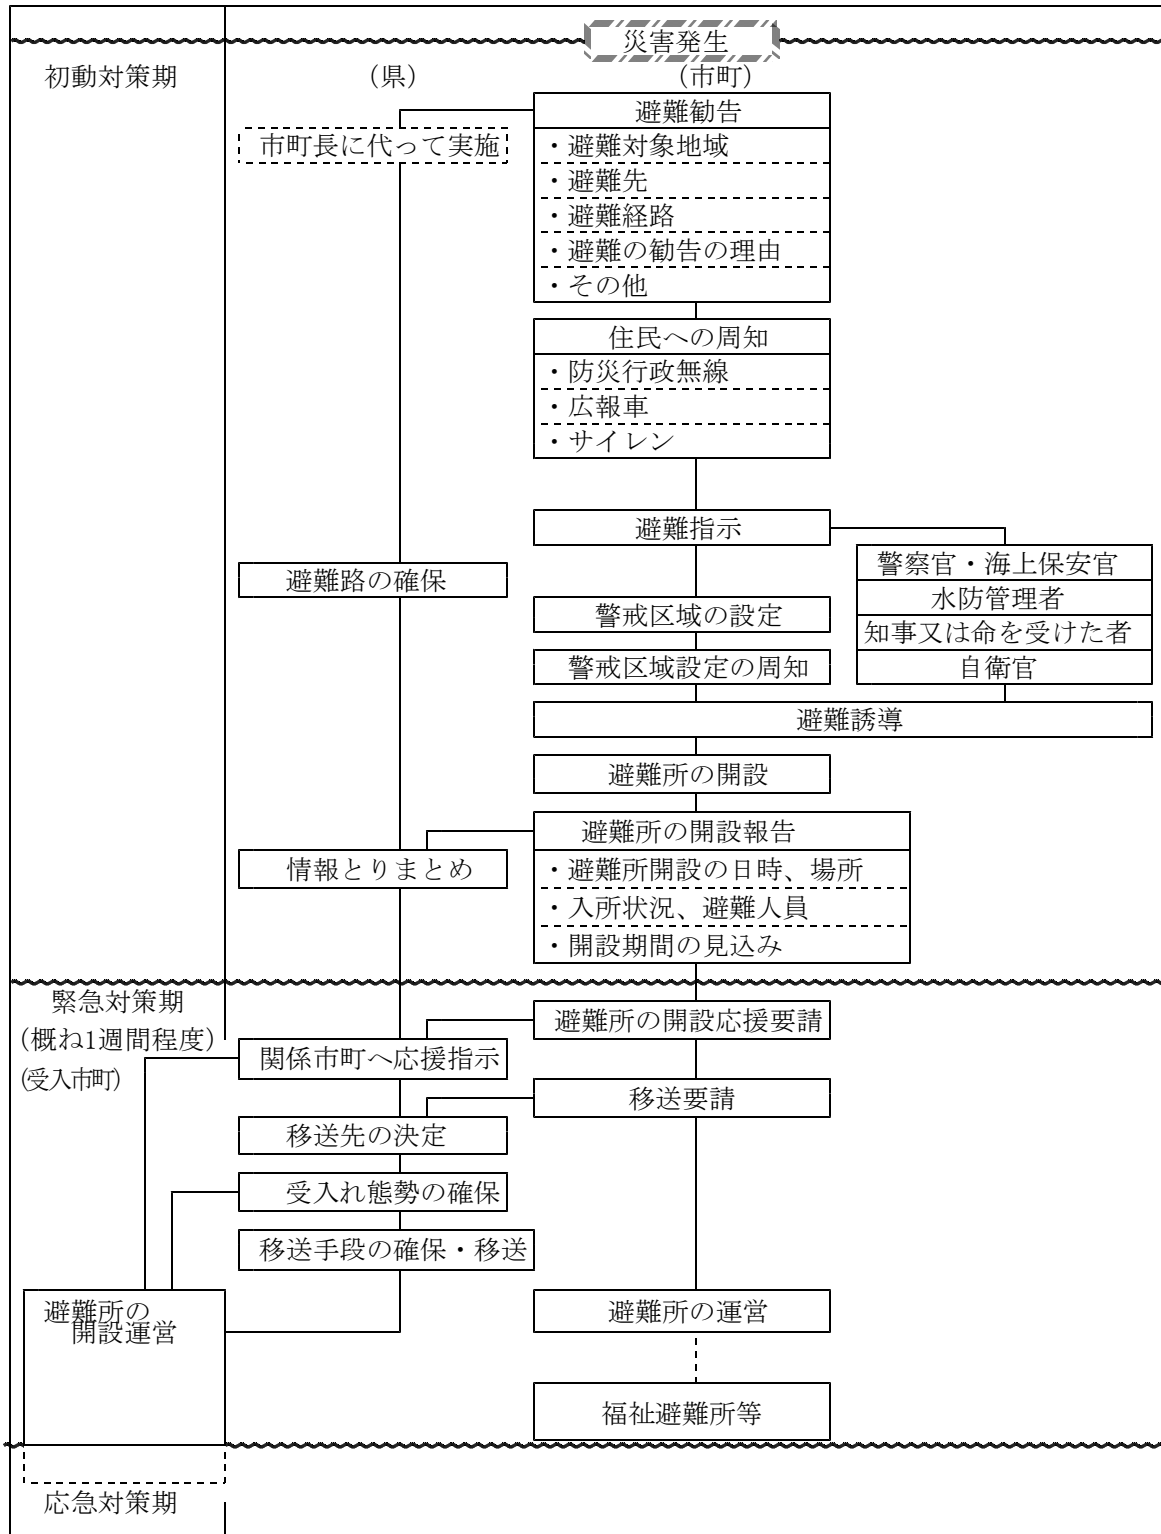 災害発生
初動対策期
（県）
（市町）
避難勧告
市町長に代って実施
・避難対象地域
・避難先
・避難経路
・避難の勧告の理由
・その他
住民への周知
・防災行政無線
・広報車
・サイレン
避難指示
警察官・海上保安官
避難路の確保
水防管理者
警戒区域の設定
知事又は命を受けた者
警戒区域設定の周知
自衛官
避難誘導
避難所の開設
避難所の開設報告
情報とりまとめ
・避難所開設の日時、場所
・入所状況、避難人員
・開設期間の見込み
緊急対策期
（概ね1週間程度）
（受入市町）
避難所の開設応援要請
関係市町へ応援指示
移送要請
移送先の決定
受入れ態勢の確保
移送手段の確保・移送
避難所の
開設運営
避難所の運営
福祉避難所等
応急対策期